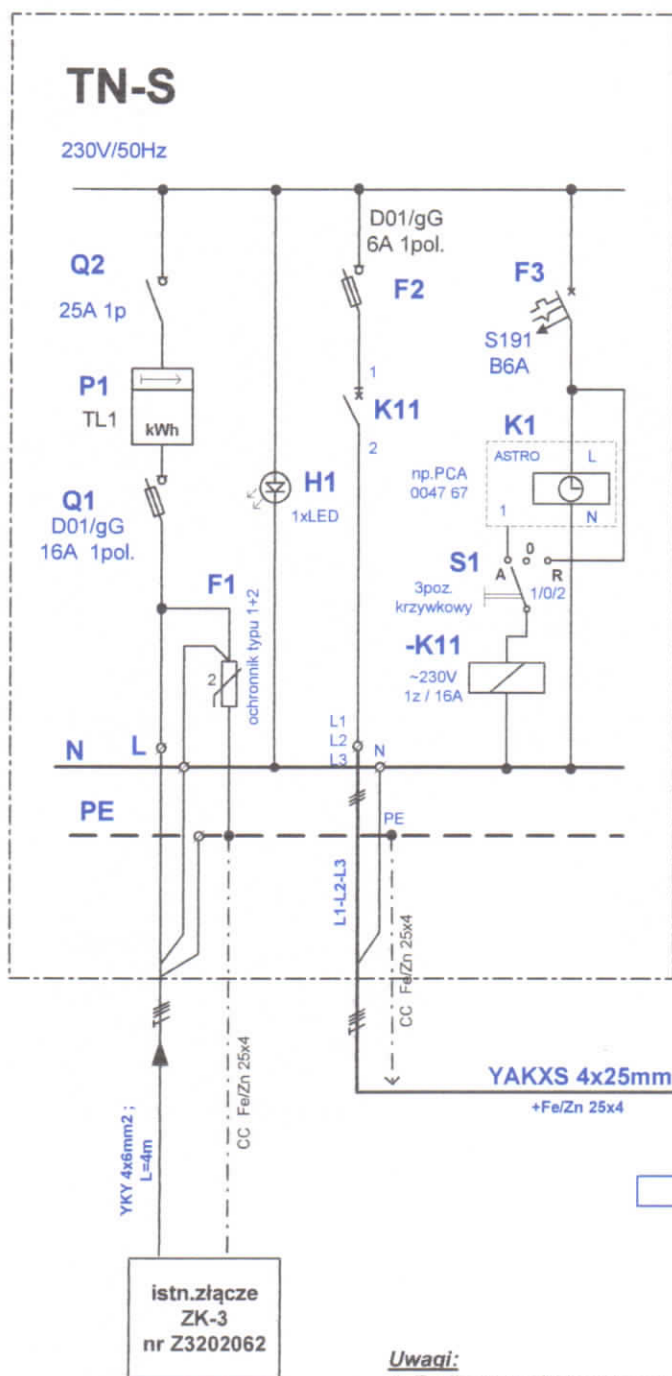 TN-S
230V/50Hz
D01/gG
6A 1pol.
Q2
25A 1p
F2
F3
S191
B6A
P1
TL1
kWh
1
K11
2
K1
ASTRO
L
np.PCA
0047 67
N
1
Q1
D01/gG
16A 1pol.
H1
1xLED
S1
A
0
R
3poz.
krzywkowy
1/0/2
F1
2
ochronnik typu 1+2
-K11
~230V
1z / 16A
N
L
L1
L2
L3
N
PE
PE
L1-L2-L3
CC Fe/Zn 25x4
CC Fe/Zn 25x4
YAKXS 4x25mm
+Fe/Zn 25x4
YKY 4x6mm2 ;
L=4m
istn.złącze
ZK-3
nr Z3202062
Uwagi: